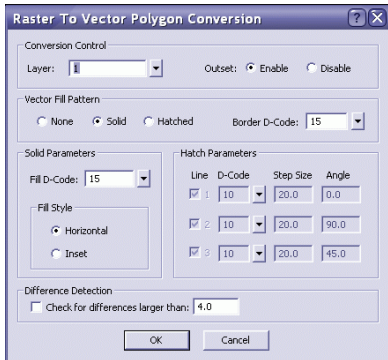 Raster To Vector Polygon Conversion
Conversion Control
Layer: 1 Outset: Enable Disable
Vector Fill Pattern
None Solid Hatched Border D-Code: 15
Solid Parameters
Fill D-Code: 15
Fill Style
Horizontal
Inset
Hatch Parameters
Line D-Code Step Size Angle
1 10 20.0 0.0
2 10 20.0 90.0
3 10 20.0 45.0
Difference Detection
Check for differences larger than: 4.0
OK Cancel